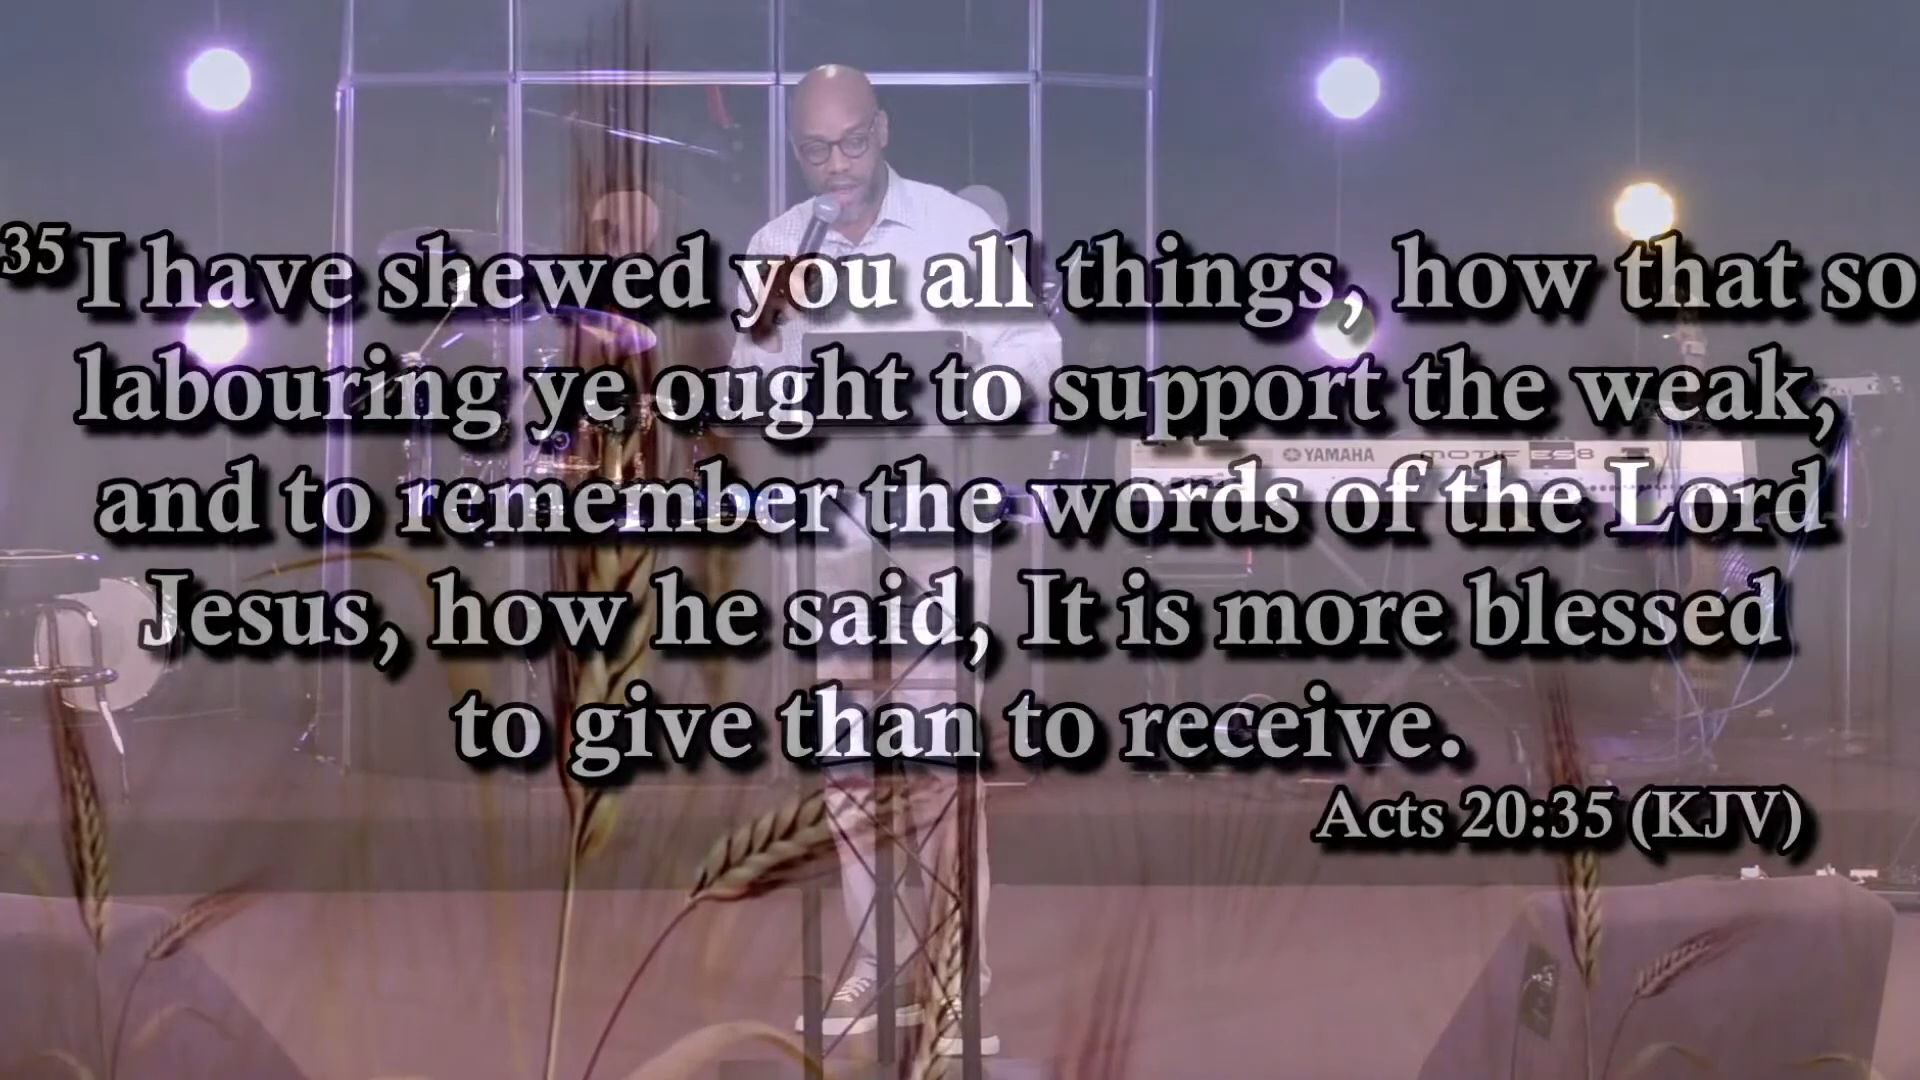 35 I have shewed you all things, how that so
labouring ye ought to support the weak,
and to remember the words of the Lord
Jesus, how he said, It is more blessed
to give than to receive.
Acts 20:35 (KJV)
YAMAHA MOTIF ES8